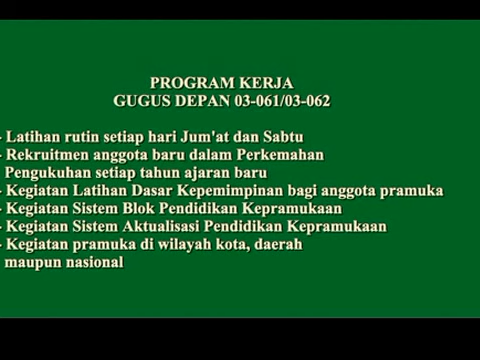 PROGRAM KERJA
GUGUS DEPAN 03-061/03-062
- Latihan rutin setiap hari Jum'at dan Sabtu
- Rekruitmen anggota baru dalam Perkemahan
Pengukuhan setiap tahun ajaran baru
- Kegiatan Latihan Dasar Kepemimpinan bagi anggota pramuka
- Kegiatan Sistem Blok Pendidikan Kepramukaan
- Kegiatan Sistem Aktualisasi Pendidikan Kepramukaan
- Kegiatan pramuka di wilayah kota, daerah
maupun nasional